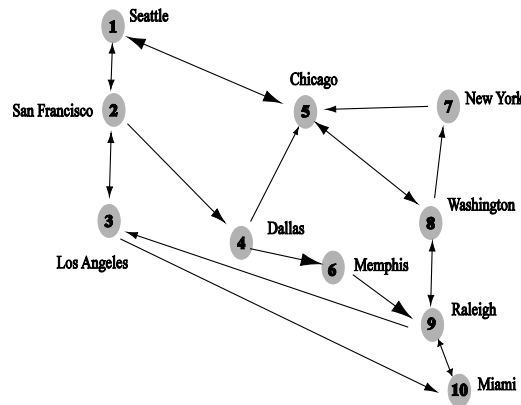 1 Seattle
Chicago
San Francisco 2
5
7 New York
3
4 Dallas
8 Washington
Los Angeles
6 Memphis
9 Raleigh
10 Miami